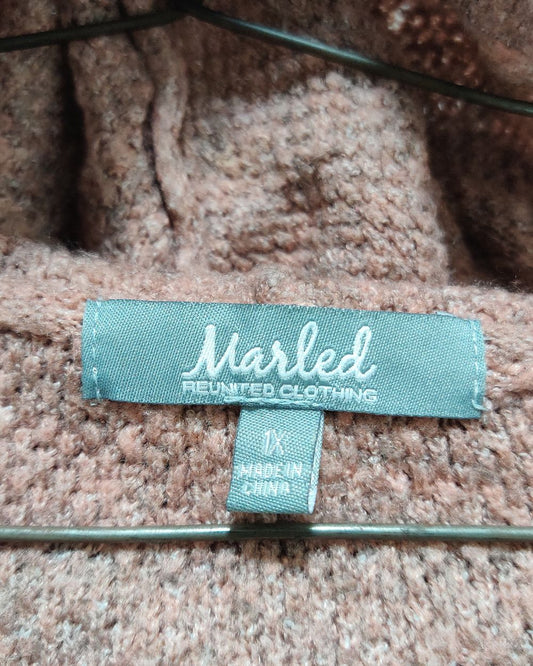 Marled
REUNITED CLOTHING
1X
MADE IN
CHINA